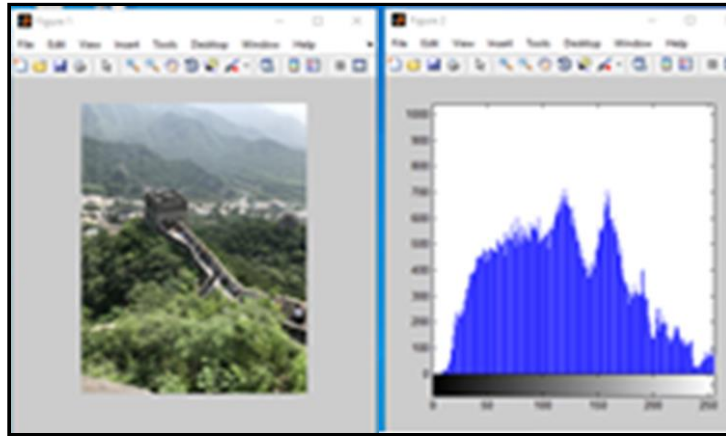 Figure 1
File Edit View Insert Tools Desktop Window Help
Figure 2
File Edit View Insert Tools Desktop Window Help
1000
900
800
700
600
500
400
300
200
100
0
0 50 100 150 200 250